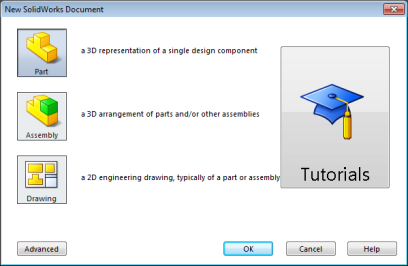 New SolidWorks Document
Part
a 3D representation of a single design component
Assembly
a 3D arrangement of parts and/or other assemblies
Drawing
a 2D engineering drawing, typically of a part or assembly
Tutorials
Advanced
OK
Cancel
Help